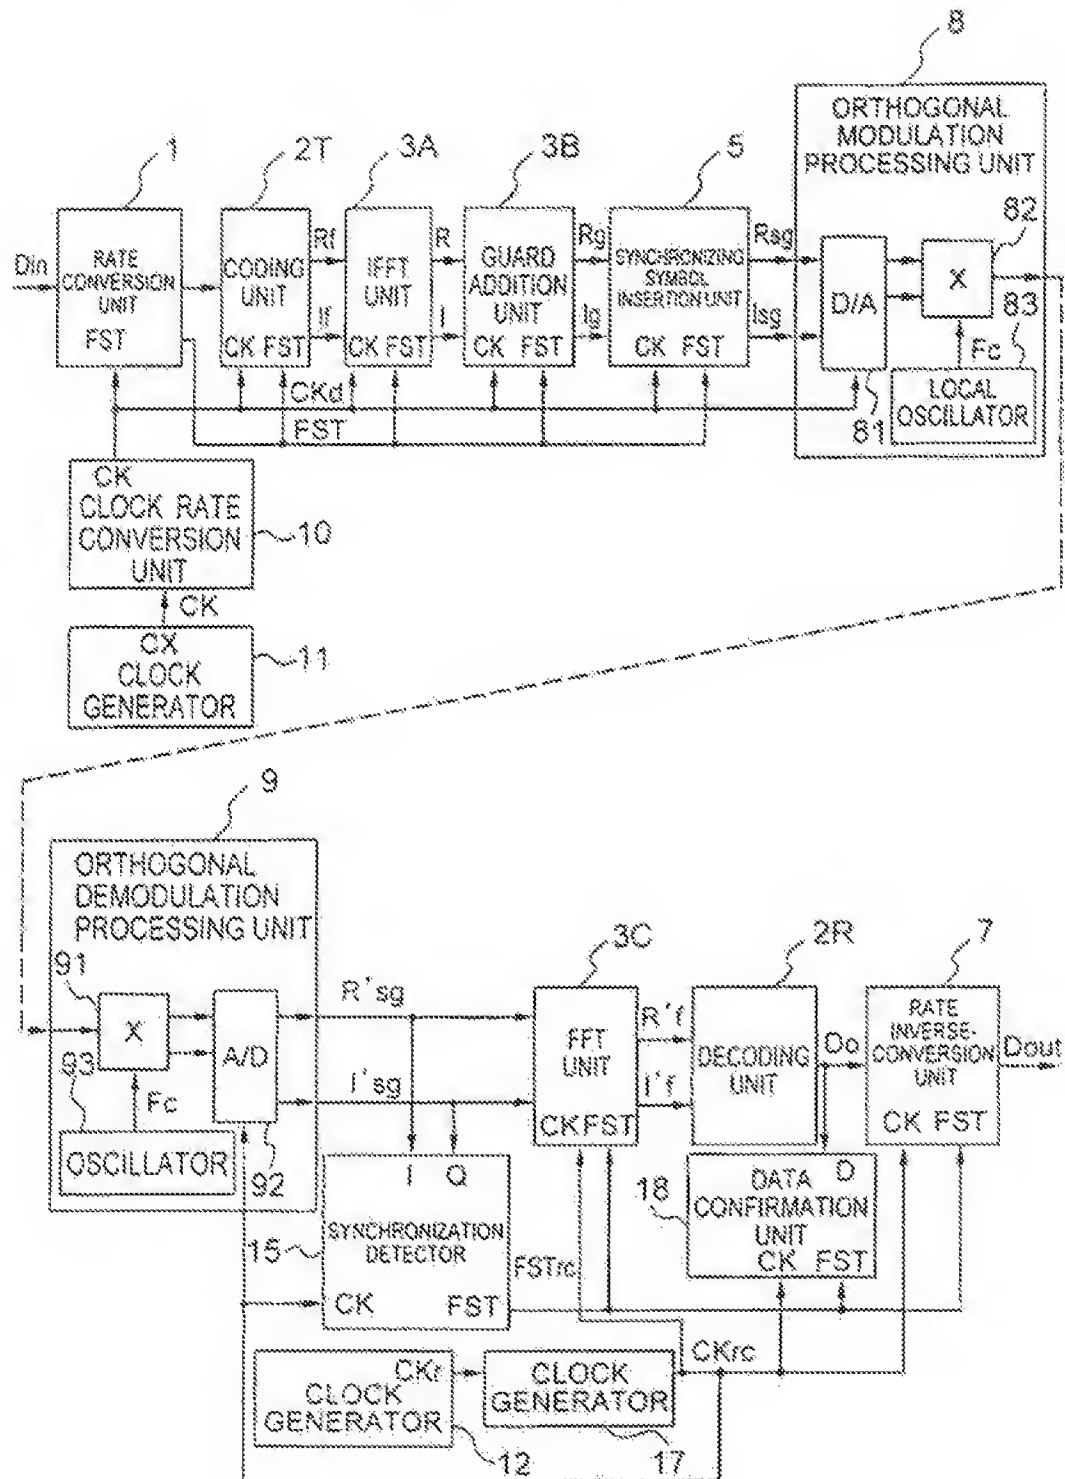 8
ORTHOGONAL
MODULATION
PROCESSING UNIT
1
2T
3A
3B
5
82
Din
RATE
CONVERSION
UNIT
FST
CODING
UNIT
CK FST
Rf
If
IFFT
UNIT
CK FST
R
I
GUARD
ADDITION
UNIT
CK FST
Rg
Ig
SYNCHRONIZING
SYMBOL
INSERTION UNIT
CK FST
Rsg
Isg
D/A
X
83
Fc
LOCAL
OSCILLATOR
81
CKd
FST
CK
CLOCK RATE
CONVERSION
UNIT
10
CK
CX
CLOCK
GENERATOR
11
9
ORTHOGONAL
DEMODULATION
PROCESSING UNIT
91
X
93
Fc
A/D
OSCILLATOR
92
R'sg
I'sg
3C
FFT
UNIT
CK FST
R'f
I'f
2R
DECODING
UNIT
Do
7
RATE
INVERSE-
CONVERSION
UNIT
CK FST
Dout
I Q
SYNCHRONIZATION
DETECTOR
CK FST
15
FSTrc
18
D
DATA
CONFIRMATION
UNIT
CK FST
CKrc
CKr
CLOCK
GENERATOR
12
CLOCK
GENERATOR
17